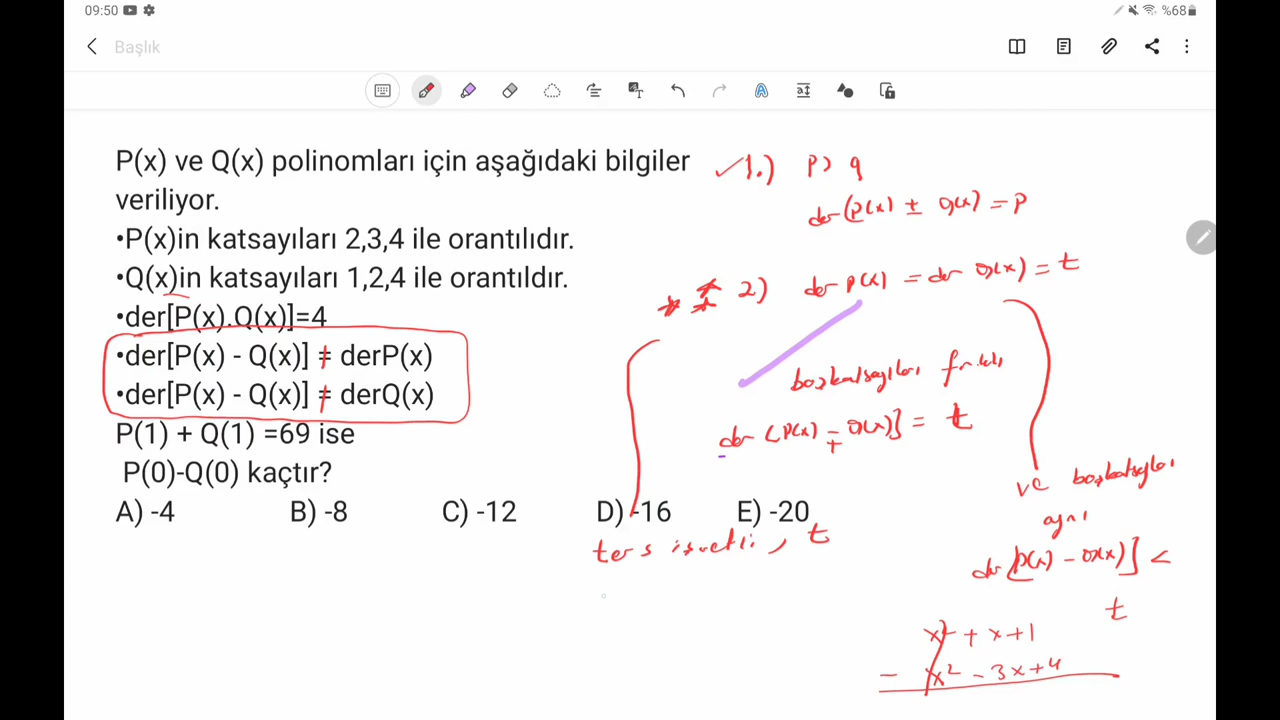 09:50
%68
Başlık
P(x) ve Q(x) polinomları için aşağıdaki bilgiler
veriliyor.
•P(x)in katsayıları 2,3,4 ile orantılıdır.
•Q(x)in katsayıları 1,2,4 ile orantıldır.
•der[P(x).Q(x)]=4
•der[P(x) - Q(x)] ≠ derP(x)
•der[P(x) - Q(x)] ≠ derQ(x)
P(1) + Q(1) =69 ise
P(0)-Q(0) kaçtır?
A) -4 B) -8 C) -12 D) -16 E) -20
✓1.) P> q
der(P(x) ± Q(x)) = P
2) der P(x) = der Q(x) = t
başkatsayıları farklı
der (P(x) ∓ Q(x)] = t
ters işaretli, t
ve başkatsayıları
aynı
der[P(x) - Q(x)] <
t
x² + x + 1
- x² - 3x + 4